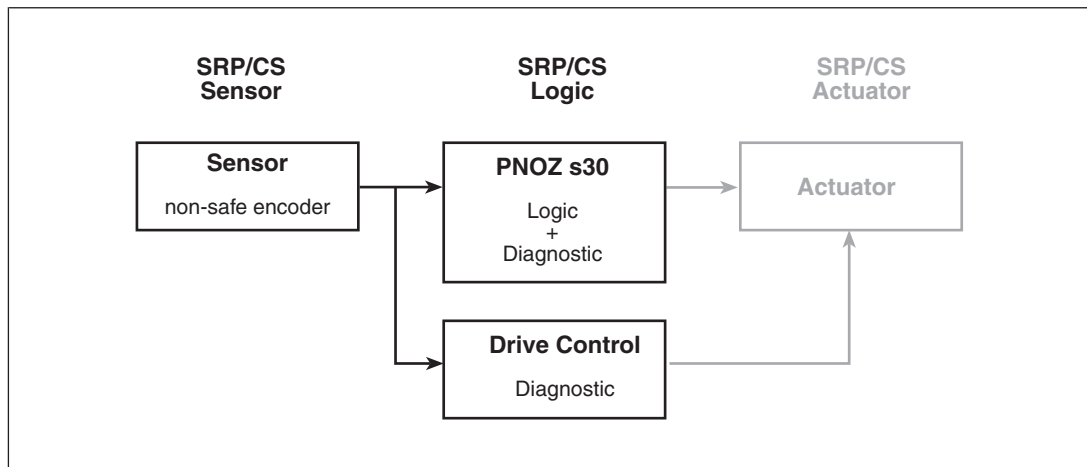 SRP/CS
Sensor
SRP/CS
Logic
SRP/CS
Actuator
Sensor
non-safe encoder
PNOZ s30
Logic
+
Diagnostic
Actuator
Drive Control
Diagnostic